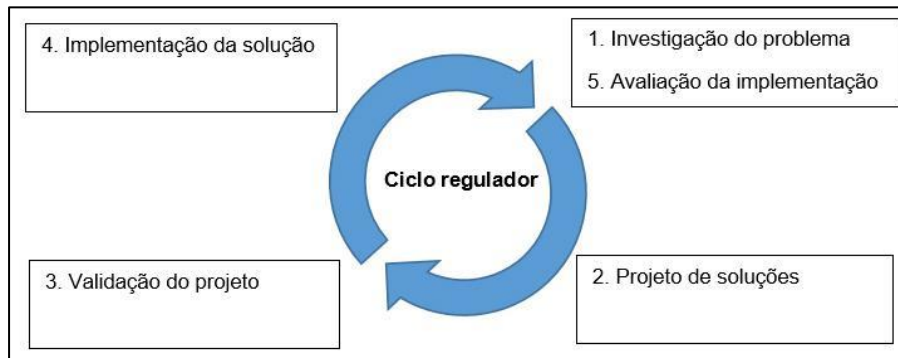 4. Implementação da solução
1. Investigação do problema
5. Avaliação da implementação
Ciclo regulador
3. Validação do projeto
2. Projeto de soluções